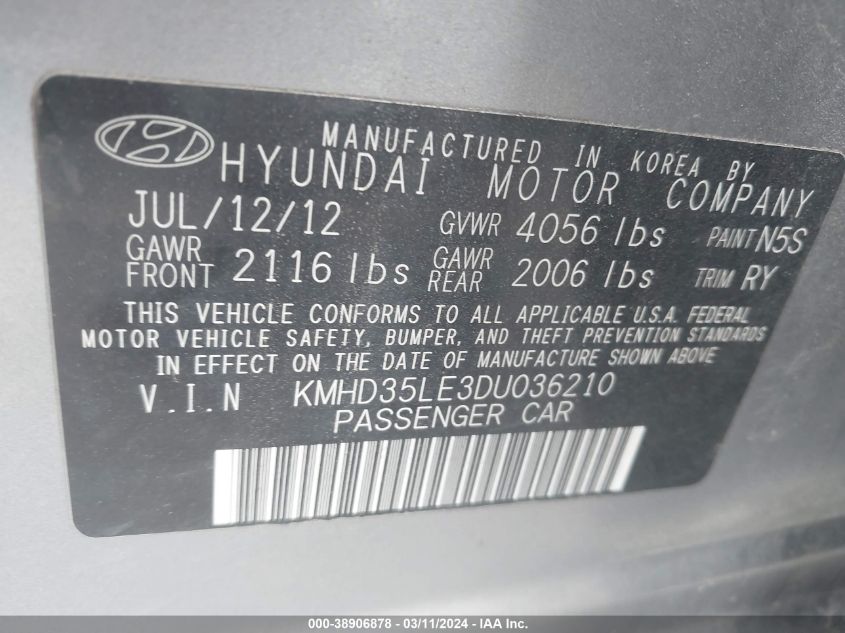 MANUFACTURED IN KOREA BY
HYUNDAI MOTOR COMPANY
JUL/12/12 GVWR 4056 lbs PAINT N5S
GAWR FRONT 2116 lbs GAWR REAR 2006 lbs TRIM RY
THIS VEHICLE CONFORMS TO ALL APPLICABLE U.S.A. FEDERAL
MOTOR VEHICLE SAFETY, BUMPER, AND THEFT PREVENTION STANDARDS
IN EFFECT ON THE DATE OF MANUFACTURE SHOWN ABOVE
V.I.N KMHD35LE3DU036210
PASSENGER CAR
000-38906878 - 03/11/2024 - IAA Inc.